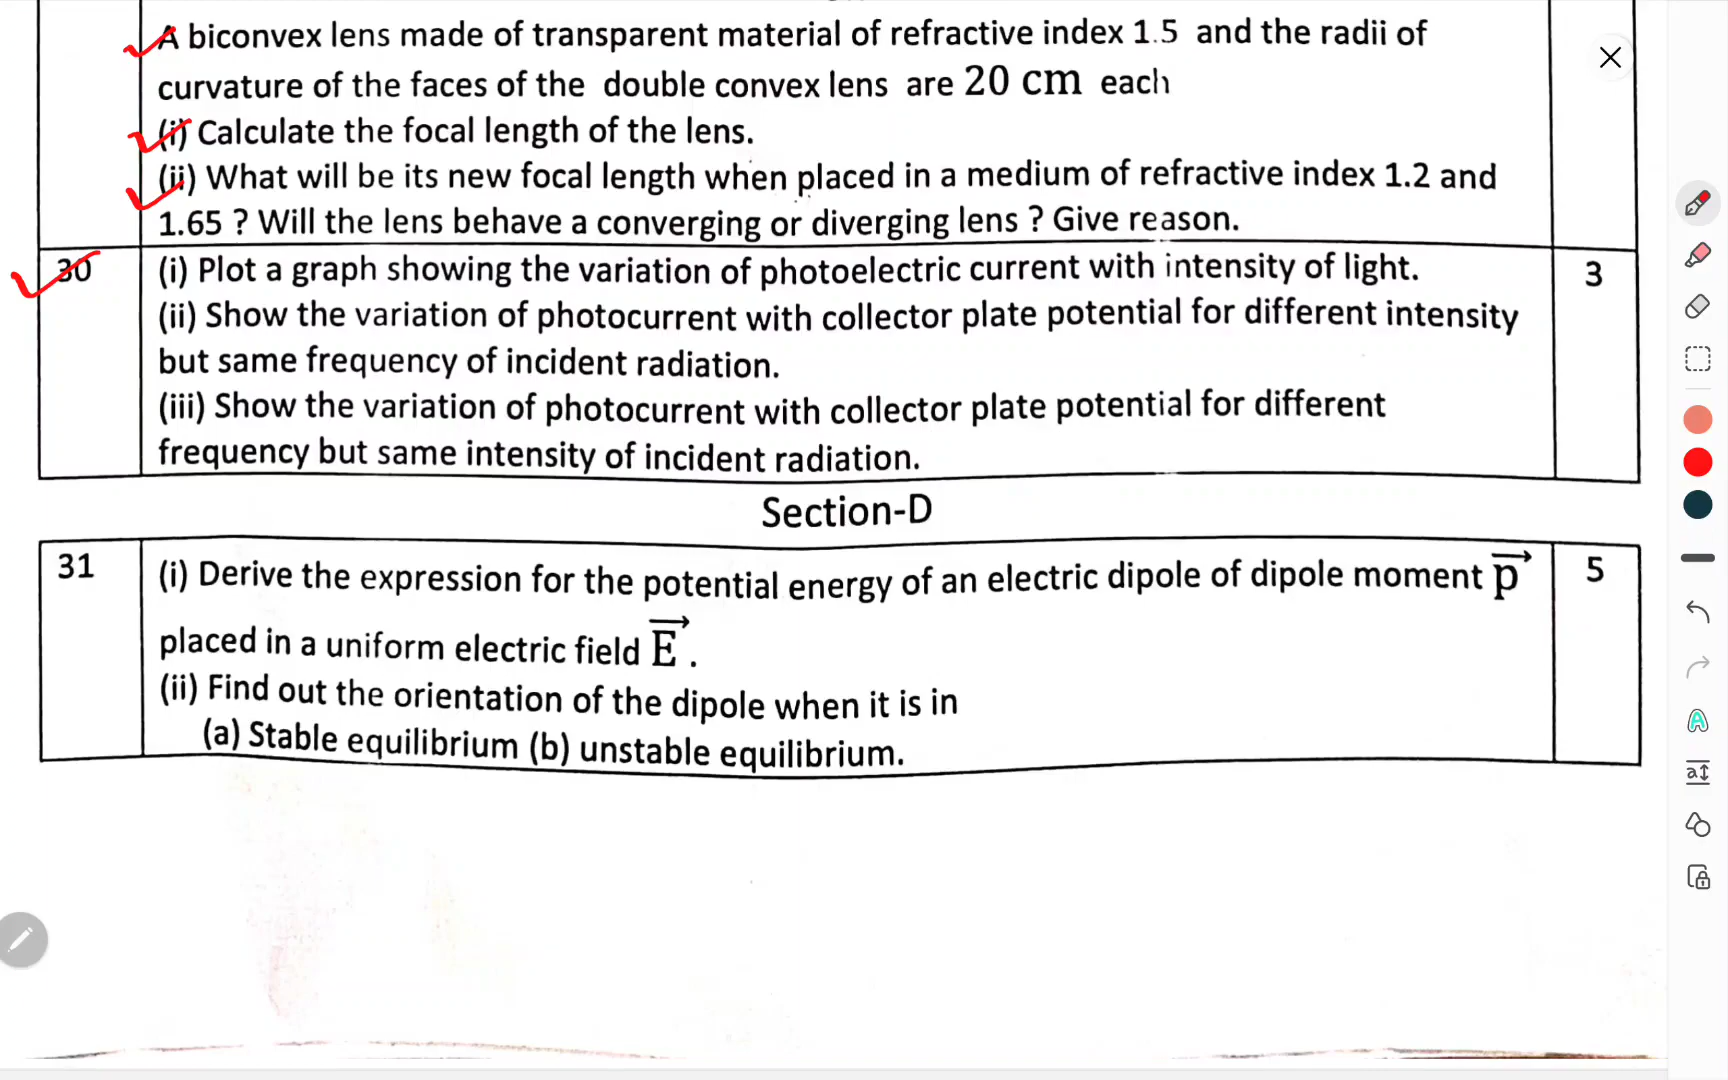 A biconvex lens made of transparent material of refractive index 1.5 and the radii of
curvature of the faces of the double convex lens are 20 cm each
(i) Calculate the focal length of the lens.
(ii) What will be its new focal length when placed in a medium of refractive index 1.2 and
1.65 ? Will the lens behave a converging or diverging lens ? Give reason.
30 (i) Plot a graph showing the variation of photoelectric current with intensity of light. 3
(ii) Show the variation of photocurrent with collector plate potential for different intensity
but same frequency of incident radiation.
(iii) Show the variation of photocurrent with collector plate potential for different
frequency but same intensity of incident radiation.
Section-D
31 (i) Derive the expression for the potential energy of an electric dipole of dipole moment p⃗ 5
placed in a uniform electric field E⃗ .
(ii) Find out the orientation of the dipole when it is in
(a) Stable equilibrium (b) unstable equilibrium.